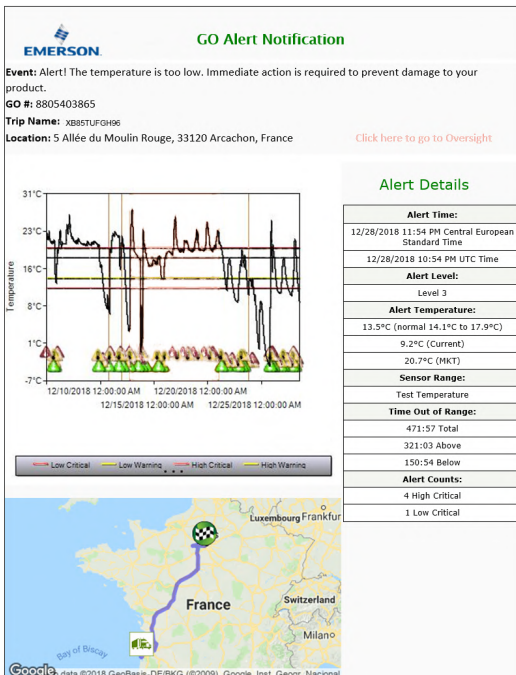 EMERSON
GO Alert Notification
Event: Alert! The temperature is too low. Immediate action is required to prevent damage to your
product.
GO #: 8805403865
Trip Name: XB85TUFGH96
Location: 5 Allée du Moulin Rouge, 33120 Arcachon, France
Click here to go to Oversight
31°C
23°C
16°C
8°C
1°C
-7°C
Temperature
12/10/2018 12:00:00 AM
12/20/2018 12:00:00 AM
12/15/2018 12:00:00 AM
12/25/2018 12:00:00 AM
Low Critical
Low Warning
High Critical
High Warning
Alert Details
Alert Time:
12/28/2018 11:54 PM Central European
Standard Time
12/28/2018 10:54 PM UTC Time
Alert Level:
Level 3
Alert Temperature:
13.5°C (normal 14.1°C to 17.9°C)
9.2°C (Current)
20.7°C (MKT)
Sensor Range:
Test Temperature
Time Out of Range:
471:57 Total
321:03 Above
150:54 Below
Alert Counts:
4 High Critical
1 Low Critical
Luxembourg
Frankfur
France
Switzerland
Milano
Bay of Biscay
Google
data ©2018 GeoBasis-DE/BKG (©2009), Google, Inst. Geogr. Nacional